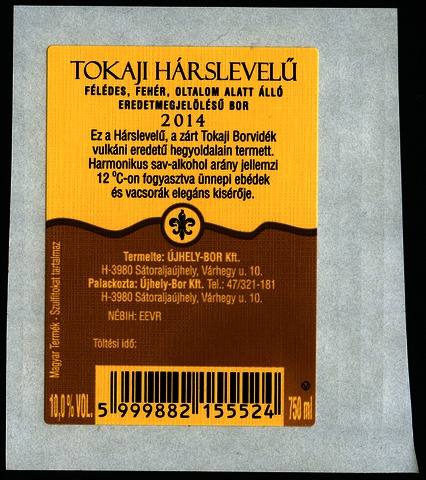 TOKAJI HÁRSLEVELŰ
FÉLÉDES, FEHÉR, OLTALOM ALATT ÁLLÓ
EREDETMEGJELÖLÉSŰ BOR
2014
Ez a Hárslevelű, a zárt Tokaji Borvidék
vulkáni eredetű hegyoldalain termett.
Harmonikus sav-alkohol arány jellemzi
12 °C-on fogyasztva ünnepi ebédek
és vacsorák elegáns kisérője.
Termelte: ÚJHELY-BOR Kft.
H-3980 Sátoraljaújhely, Várhegy u. 10.
Palackozta: Újhely-Bor Kft. Tel.: 47/321-181
H-3980 Sátoraljaújhely, Várhegy u. 10.
NÉBIH: EEVR
Töltési idő:
Magyar Termék - Szulfitokat tartalmaz
10,0 % VOL.
5 999882 155524
750 ml